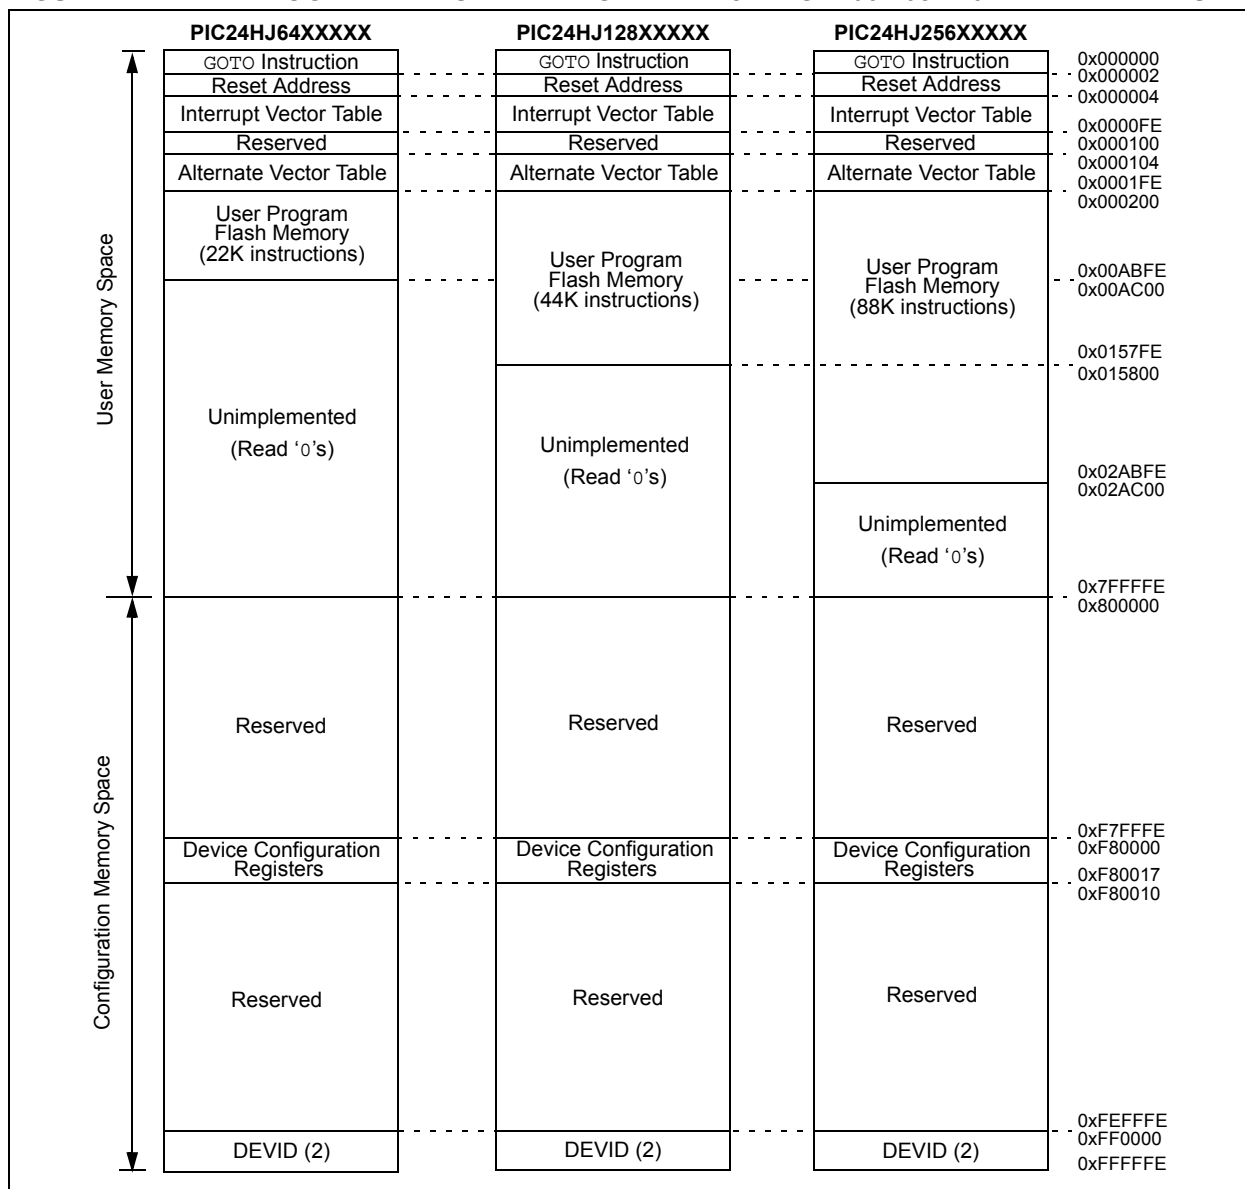 PIC24HJ64XXXXX
PIC24HJ128XXXXX
PIC24HJ256XXXXX
GOTO Instruction
GOTO Instruction
GOTO Instruction
0x000000
0x000002
Reset Address
Reset Address
Reset Address
0x000004
Interrupt Vector Table
Interrupt Vector Table
Interrupt Vector Table
0x0000FE
Reserved
Reserved
Reserved
0x000100
0x000104
Alternate Vector Table
Alternate Vector Table
Alternate Vector Table
0x0001FE
0x000200
User Memory Space
User Program
Flash Memory
(22K instructions)
User Program
Flash Memory
(44K instructions)
User Program
Flash Memory
(88K instructions)
0x00ABFE
0x00AC00
0x0157FE
0x015800
Unimplemented
(Read ‘0’s)
Unimplemented
(Read ‘0’s)
0x02ABFE
0x02AC00
Unimplemented
(Read ‘0’s)
0x7FFFFE
0x800000
Configuration Memory Space
Reserved
Reserved
Reserved
0xF7FFFE
0xF80000
Device Configuration
Registers
Device Configuration
Registers
Device Configuration
Registers
0xF80017
0xF80010
Reserved
Reserved
Reserved
0xFEFFFE
0xFF0000
DEVID (2)
DEVID (2)
DEVID (2)
0xFFFFFE